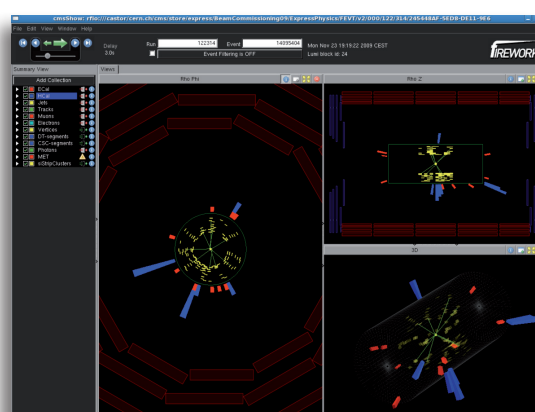 cmsShow: rfio:///castor/cern.ch/cms/store/express/BeamCommissioning09/ExpressPhysics/FEVT/v2/000/122/314/245448AF-5ED8-DE11-9E6
File Edit View Window Help
Delay
3.0s
Run 122314 Event 14095404
Event Filtering is OFF
Mon Nov 23 19:19:22 2009 CEST
Lumi block id: 24
FIREWORK
Summary View
Views
Add Collection
Rho Phi
Rho Z
ECal
HCal
Jets
Tracks
Muons
Electrons
Vertices
DT-segments
CSC-segments
Photons
MET
siStripClusters
3D